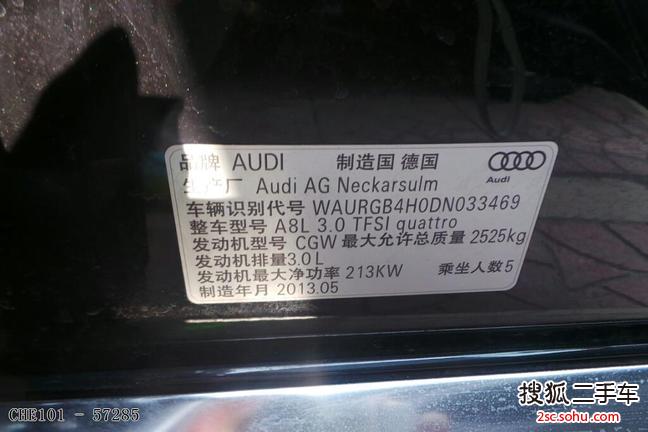 品牌 AUDI 制造国 德国
Audi
生产厂 Audi AG Neckarsulm
车辆识别代号 WAURGB4H0DN033469
整车型号 A8L 3.0 TFSI quattro
发动机型号 CGW 最大允许总质量 2525kg
发动机排量3.0L
发动机最大净功率 213KW 乘坐人数5
制造年月 2013.05
CHE101 - 57285
搜狐二手车
2sc.sohu.com